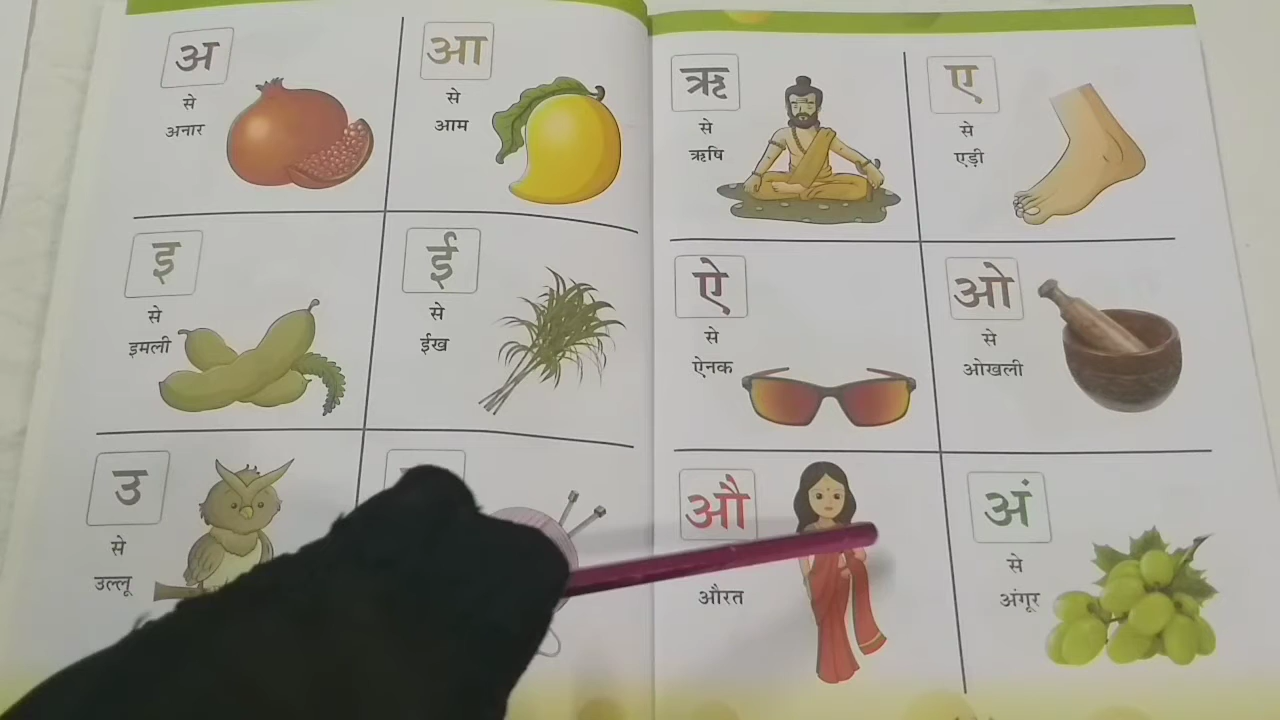 अ
से
अनार
आ
से
आम
इ
से
इमली
ई
से
ईख
उ
से
उल्लू
ऋ
से
ऋषि
ए
से
एड़ी
ऐ
से
ऐनक
ओ
से
ओखली
औ
औरत
अं
से
अंगूर